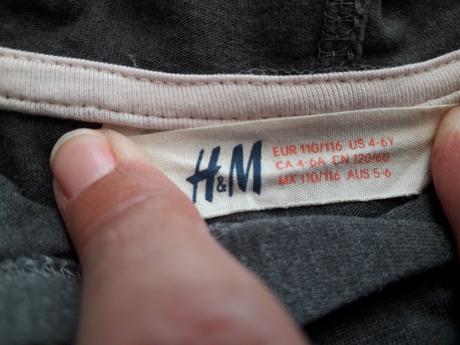 H&M
EUR 110/116 US 4-6Y
CA 4-6A CN 120/60
MX 110/116 AUS 5-6